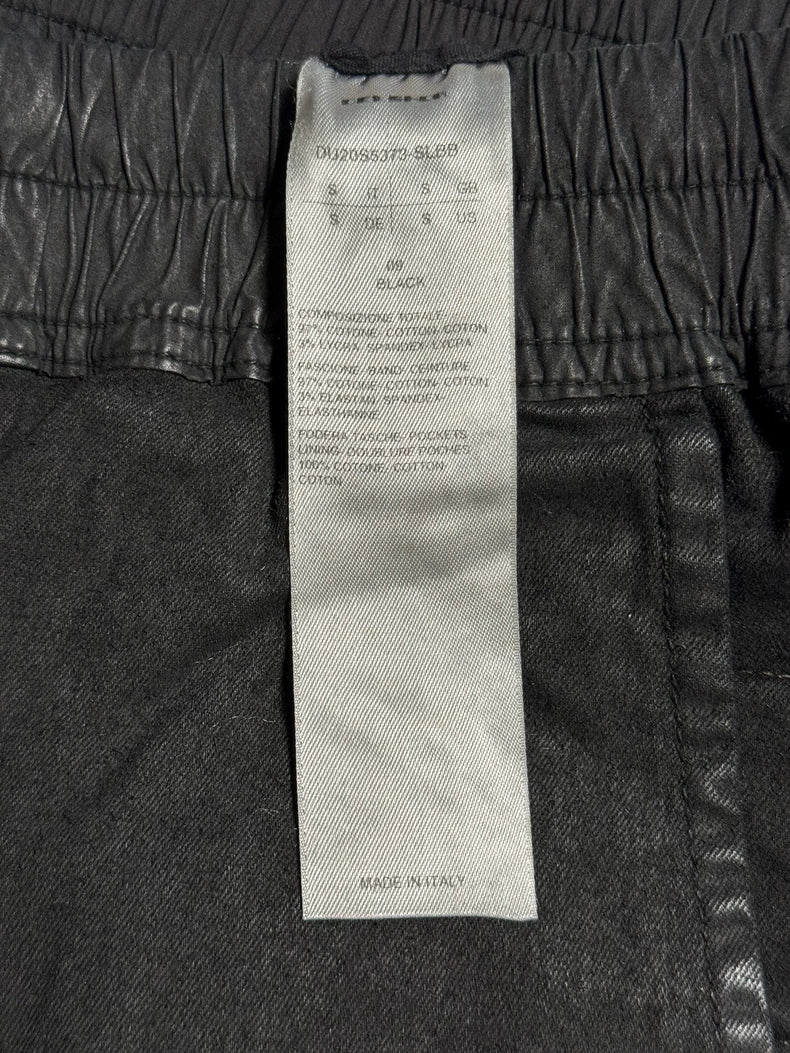 DU20S5373-SLBB
S IT S GB
S DE S US
09
BLACK
COMPOSIZIONE TOTALE
97% COTONE-COTTON-COTON
3% LYCRA-SPANDEX-LYCRA
FASCIONE-BAND-CEINTURE
97% COTONE-COTTON-COTON
3% ELASTAN-SPANDEX-
ELASTHANNE
FODERA TASCHE-POCKETS
LINING-DOUBLURE POCHES
100% COTONE-COTTON-
COTON
MADE IN ITALY